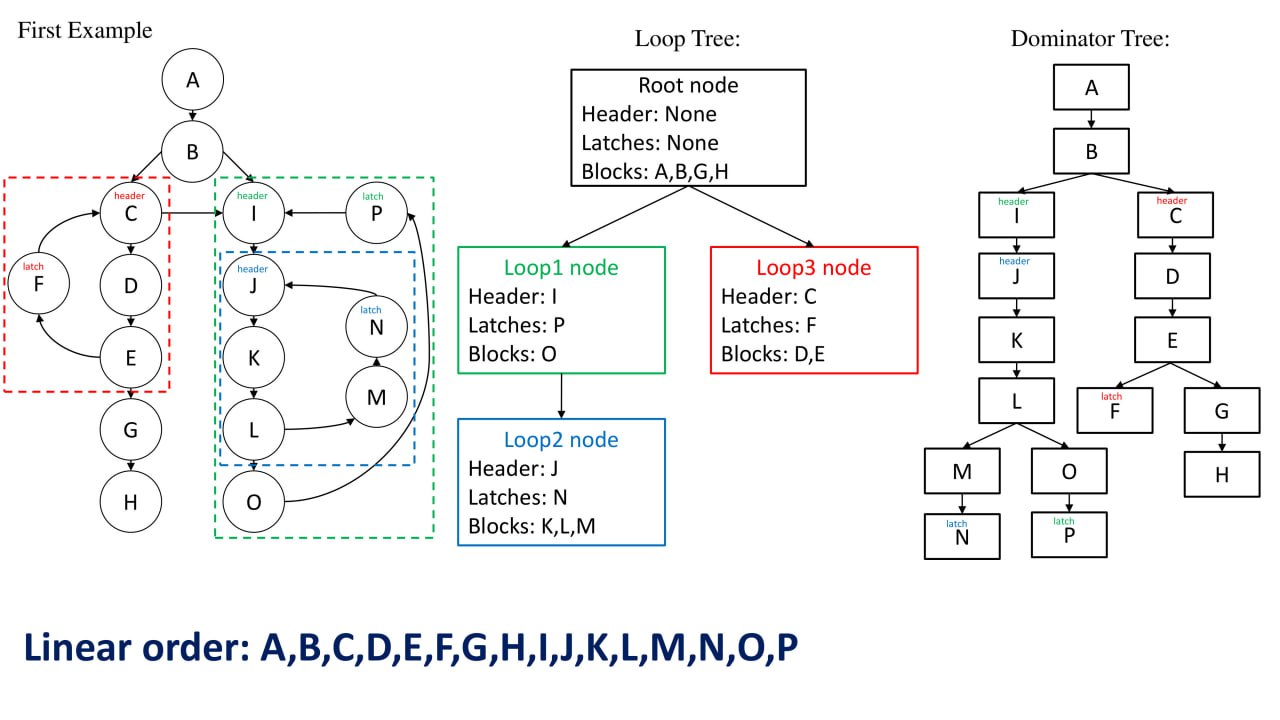 First Example
A
B
header
C
header
I
latch
P
latch
F
D
header
J
latch
N
E
K
M
G
L
H
O
Loop Tree:
Root node
Header: None
Latches: None
Blocks: A,B,G,H
Loop1 node
Header: I
Latches: P
Blocks: O
Loop3 node
Header: C
Latches: F
Blocks: D,E
Loop2 node
Header: J
Latches: N
Blocks: K,L,M
Dominator Tree:
A
B
header
I
header
C
header
J
D
K
E
L
latch
F
G
M
O
H
latch
N
latch
P
Linear order: A,B,C,D,E,F,G,H,I,J,K,L,M,N,O,P